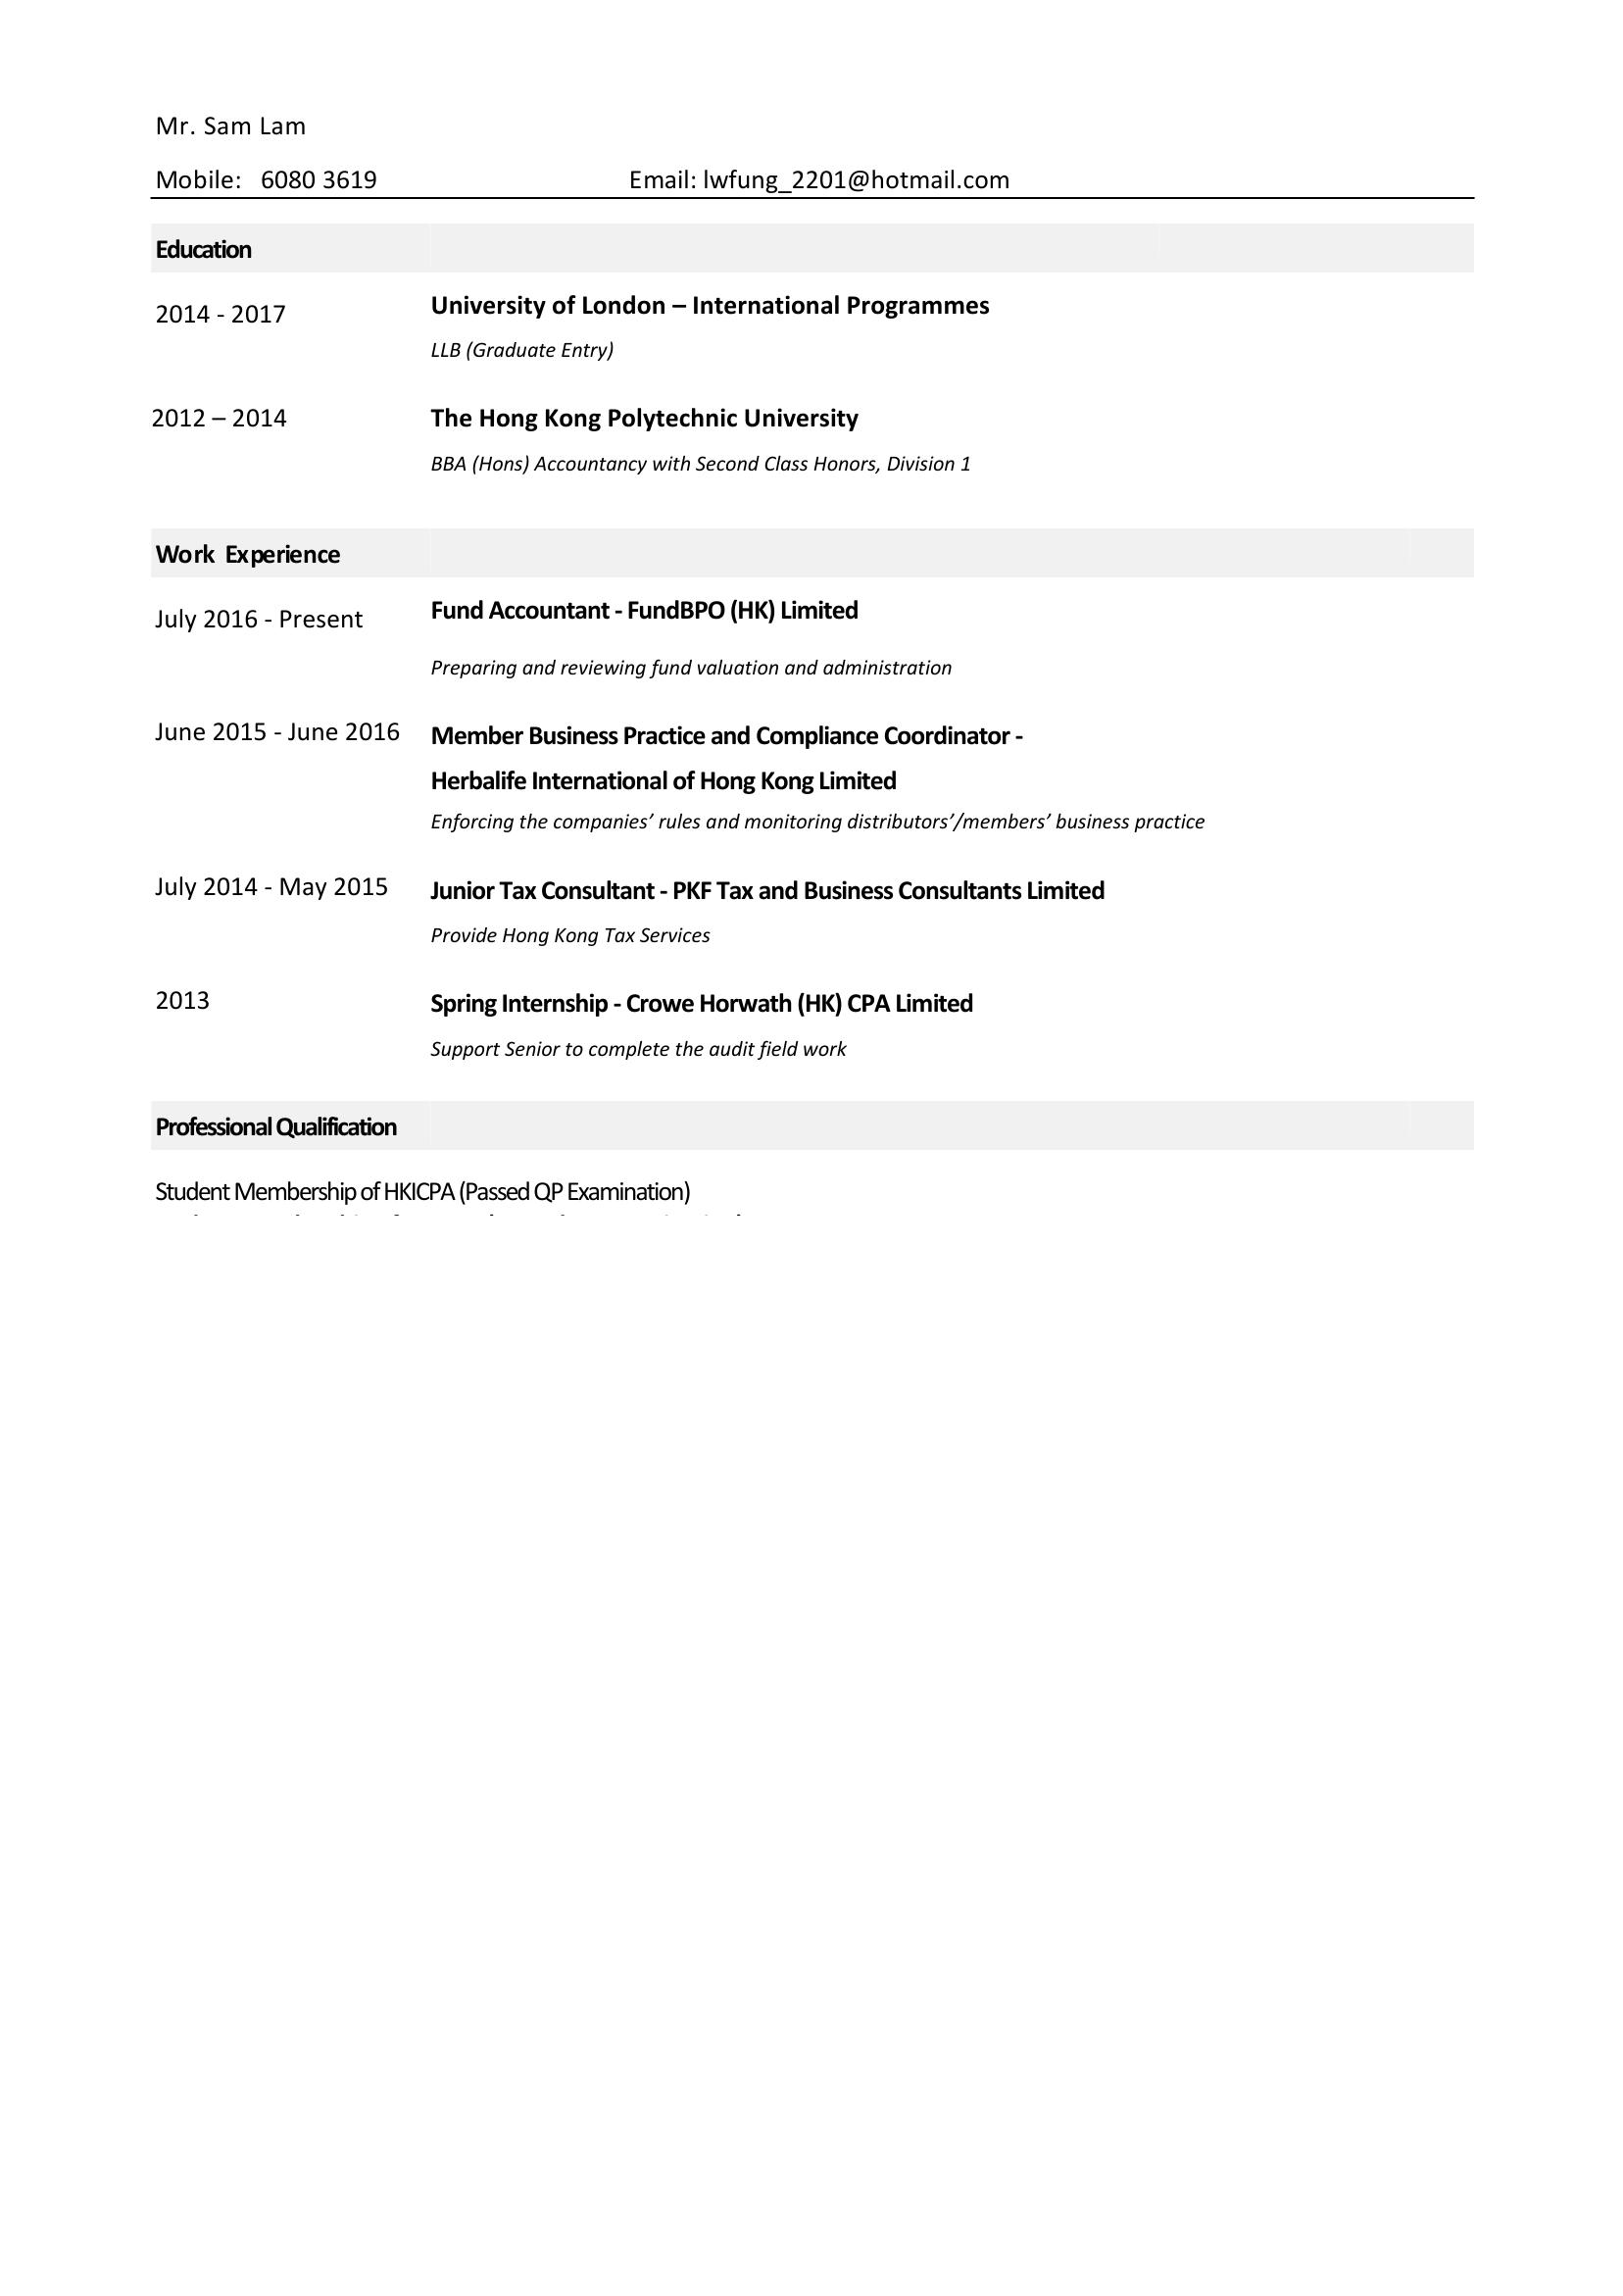 Mr. Sam Lam
Mobile: 6080 3619 Email: lwfung_2201@hotmail.com
Education
2014 - 2017 University of London – International Programmes
LLB (Graduate Entry)
2012 – 2014 The Hong Kong Polytechnic University
BBA (Hons) Accountancy with Second Class Honors, Division 1
Work Experience
July 2016 - Present Fund Accountant - FundBPO (HK) Limited
Preparing and reviewing fund valuation and administration
June 2015 - June 2016 Member Business Practice and Compliance Coordinator -
Herbalife International of Hong Kong Limited
Enforcing the companies’ rules and monitoring distributors’/members’ business practice
July 2014 - May 2015 Junior Tax Consultant - PKF Tax and Business Consultants Limited
Provide Hong Kong Tax Services
2013 Spring Internship - Crowe Horwath (HK) CPA Limited
Support Senior to complete the audit field work
Professional Qualification
Student Membership of HKICPA (Passed QP Examination)